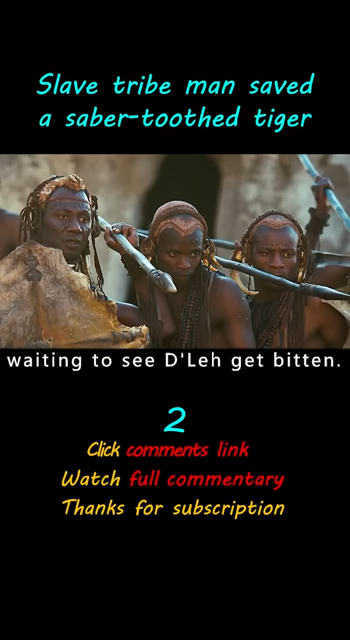 Slave tribe man saved
a saber-toothed tiger
waiting to see D'Leh get bitten.
2
Click comments link
Watch full commentary
Thanks for subscription